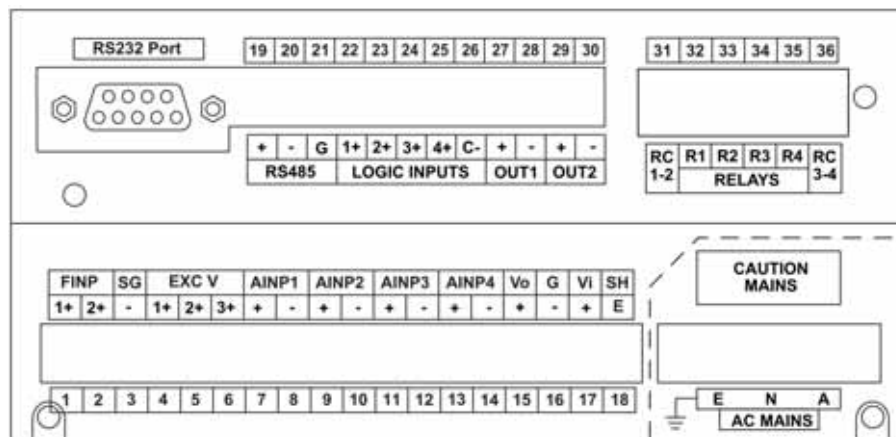 RS232 Port
19 20 21 22 23 24 25 26 27 28 29 30
31 32 33 34 35 36
+ - G 1+ 2+ 3+ 4+ C- + - + -
RS485 LOGIC INPUTS OUT1 OUT2
RC R1 R2 R3 R4 RC
1-2 RELAYS 3-4
CAUTION
MAINS
FINP SG EXC V AINP1 AINP2 AINP3 AINP4 Vo G Vi SH
1+ 2+ - 1+ 2+ 3+ + - + - + - + - + - + E
1 2 3 4 5 6 7 8 9 10 11 12 13 14 15 16 17 18
E N A
AC MAINS